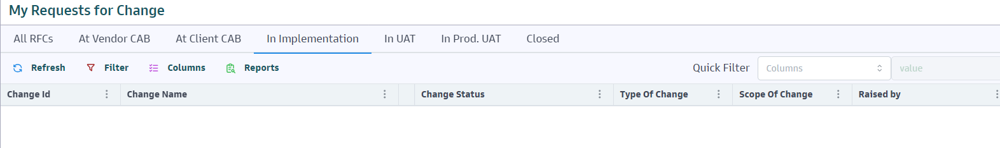 My Requests for Change
All RFCs At Vendor CAB At Client CAB In Implementation In UAT In Prod. UAT Closed
Refresh Filter Columns Reports Quick Filter Columns value
Change Id Change Name Change Status Type Of Change Scope Of Change Raised by